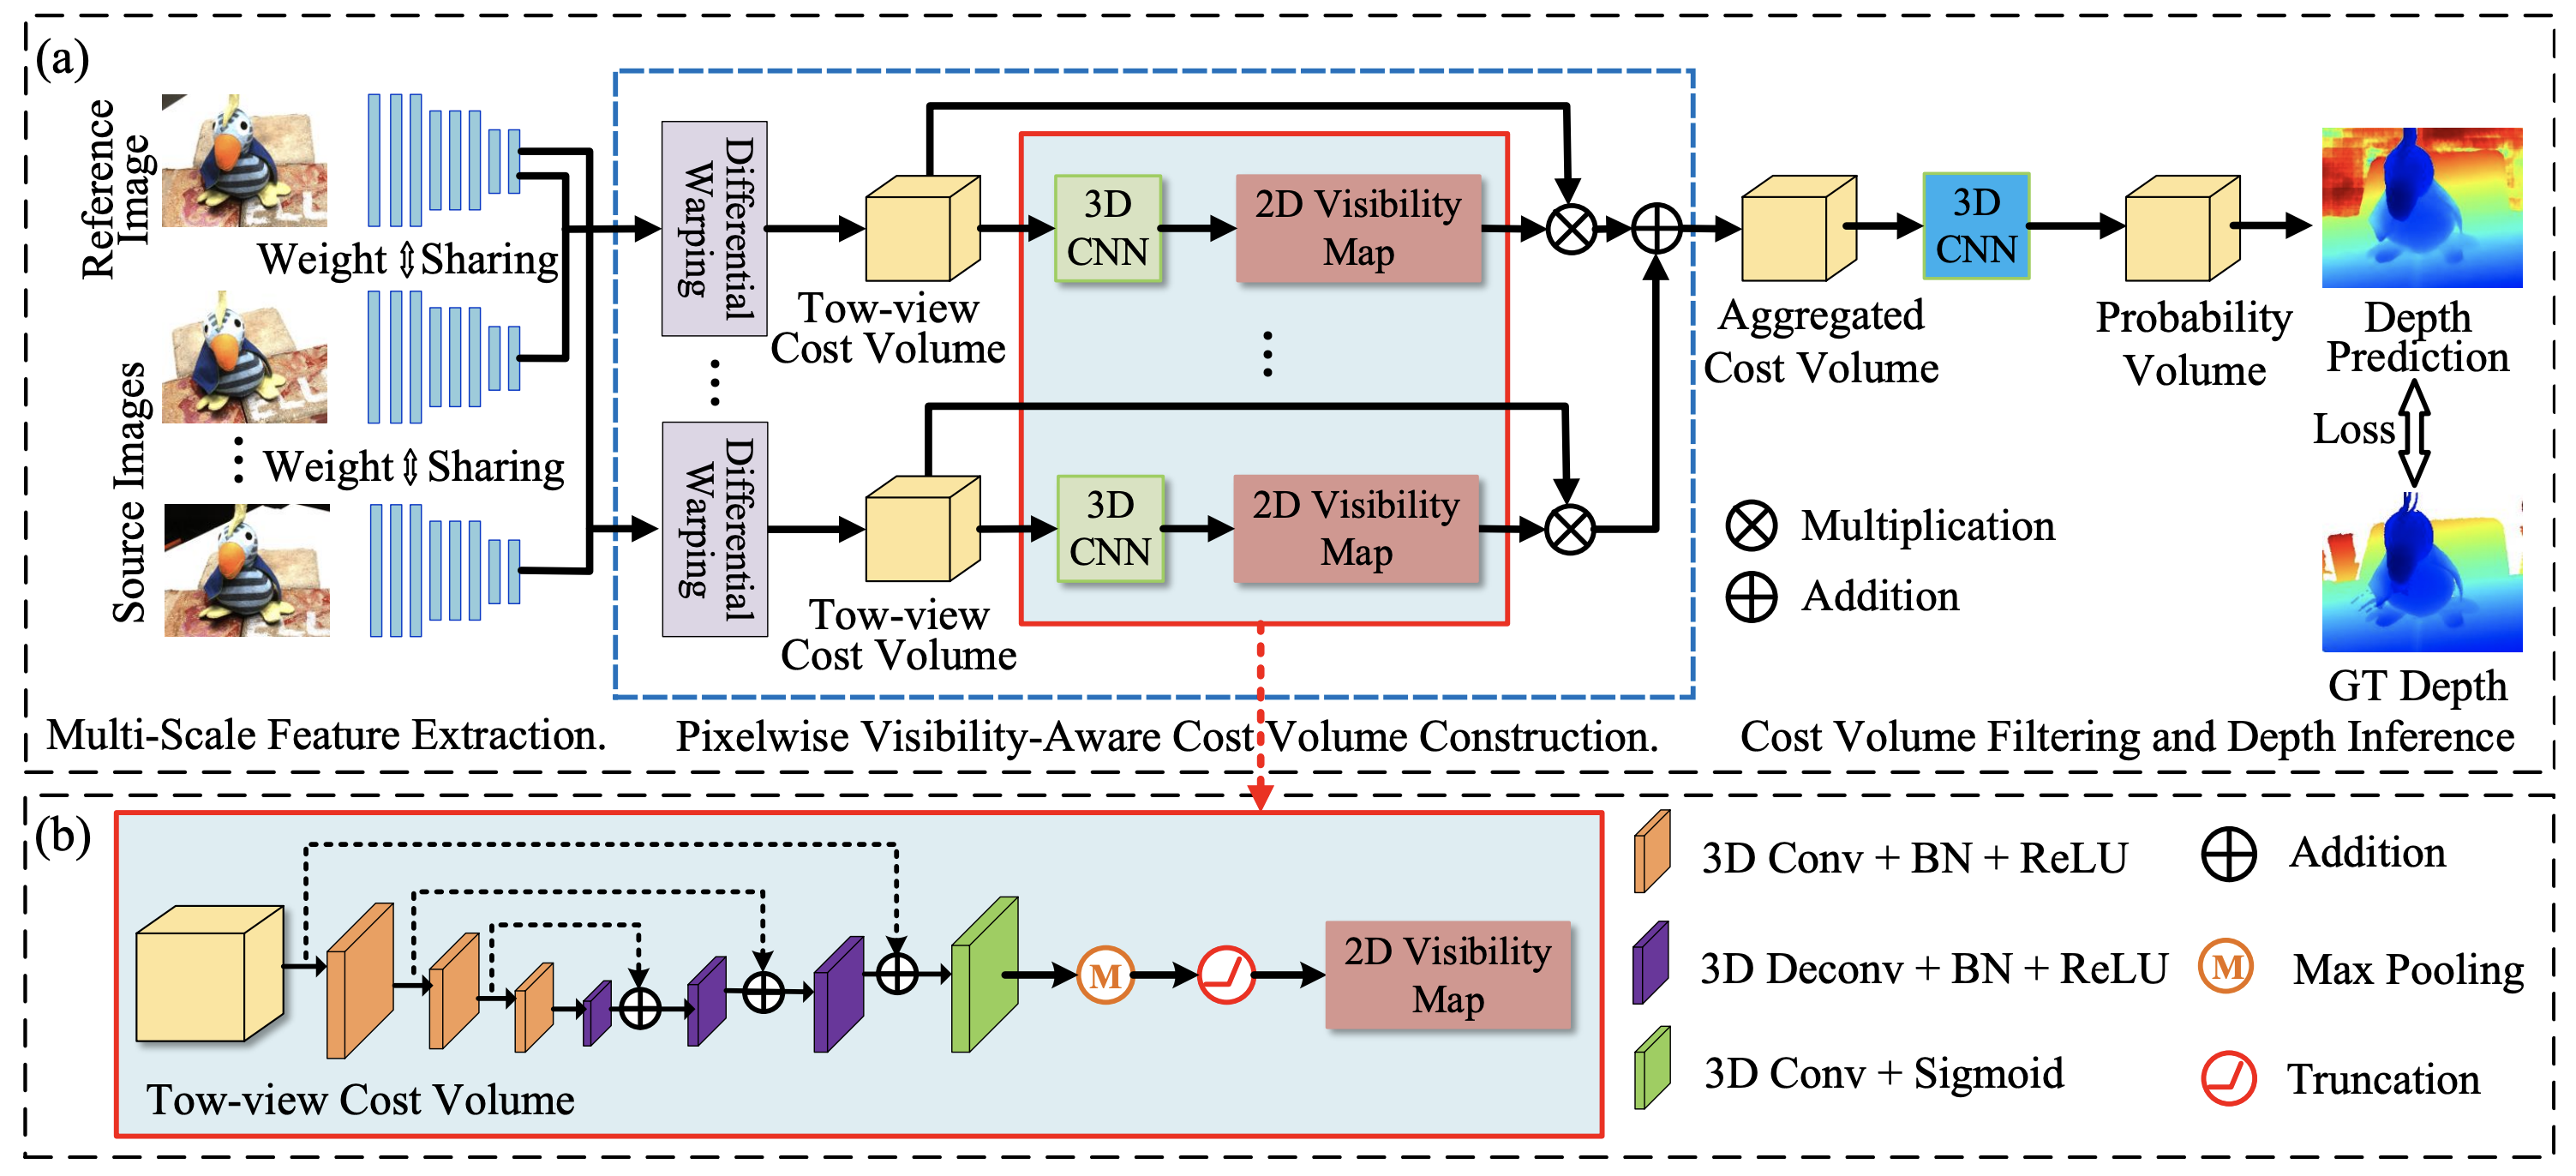 (a)
Reference
Image
Weight
Sharing
Source Images
Weight
Sharing
Multi-Scale Feature Extraction.
Differential
Warping
Tow-view
Cost Volume
3D
CNN
2D Visibility
Map
Differential
Warping
Tow-view
Cost Volume
3D
CNN
2D Visibility
Map
Pixelwise Visibility-Aware Cost Volume Construction.
Aggregated
Cost Volume
3D
CNN
Probability
Volume
Depth
Prediction
Loss
GT Depth
Multiplication
Addition
Cost Volume Filtering and Depth Inference
(b)
Tow-view Cost Volume
M
2D Visibility
Map
3D Conv + BN + ReLU
3D Deconv + BN + ReLU
3D Conv + Sigmoid
Addition
M
Max Pooling
Truncation